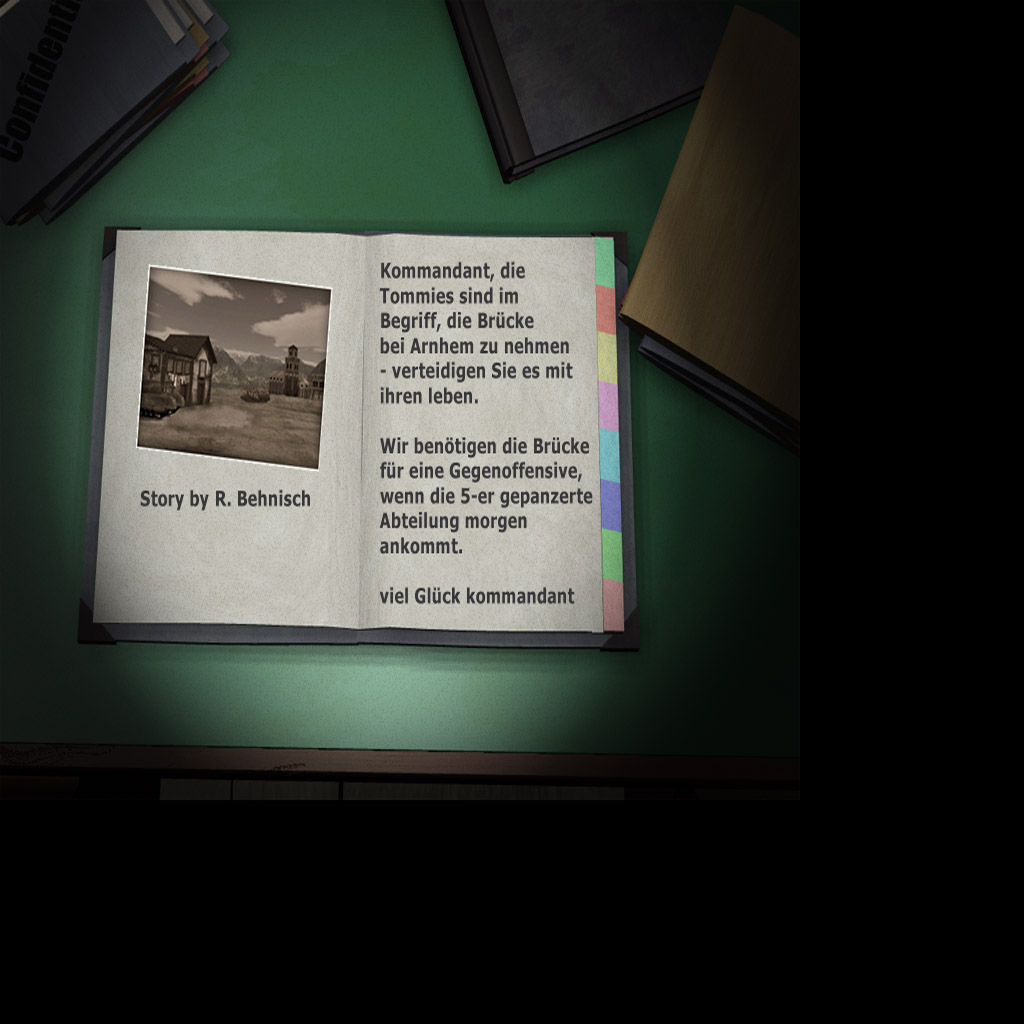 Confidenti
Story by R. Behnisch
Kommandant, die
Tommies sind im
Begriff, die Brücke
bei Arnhem zu nehmen
- verteidigen Sie es mit
ihren leben.
Wir benötigen die Brücke
für eine Gegenoffensive,
wenn die 5-er gepanzerte
Abteilung morgen
ankommt.
viel Glück kommandant